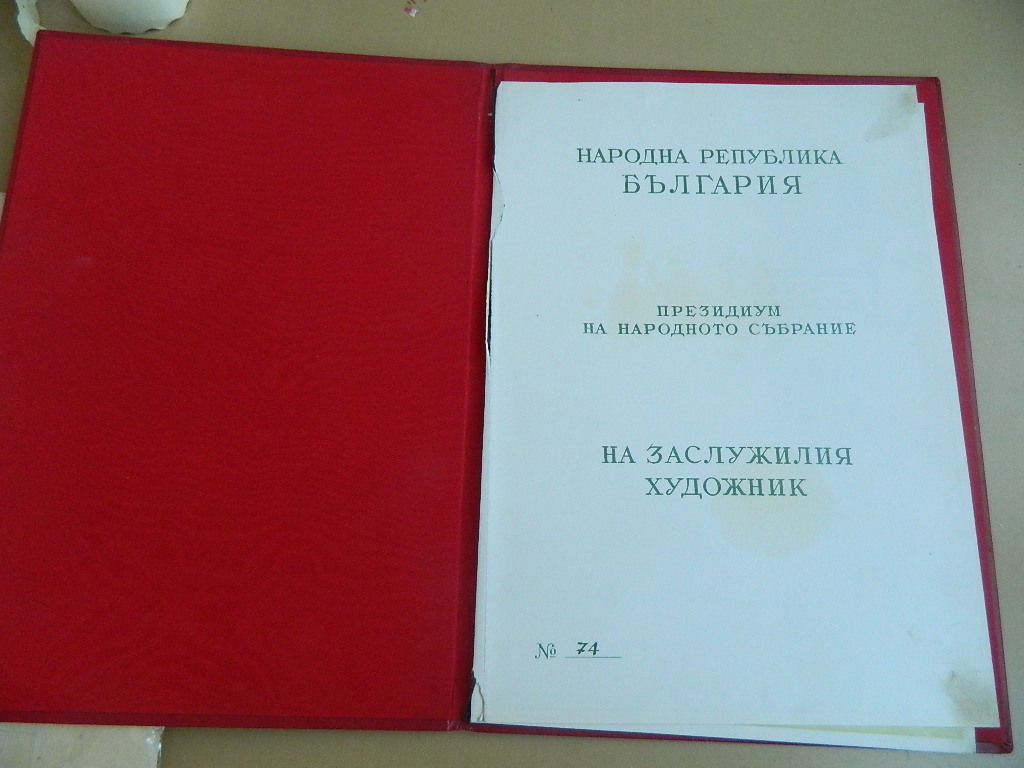 НАРОДНА РЕПУБЛИКА
БЪЛГАРИЯ
ПРЕЗИДИУМ
НА НАРОДНОТО СЪБРАНИЕ
НА ЗАСЛУЖИЛИЯ
ХУДОЖНИК
№ 74